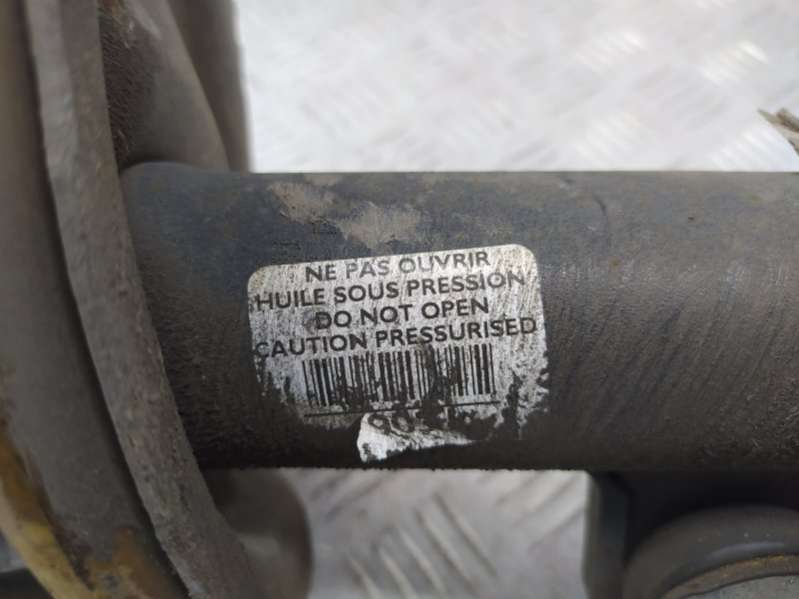 NE PAS OUVRIR
HUILE SOUS PRESSION
DO NOT OPEN
CAUTION PRESSURISED